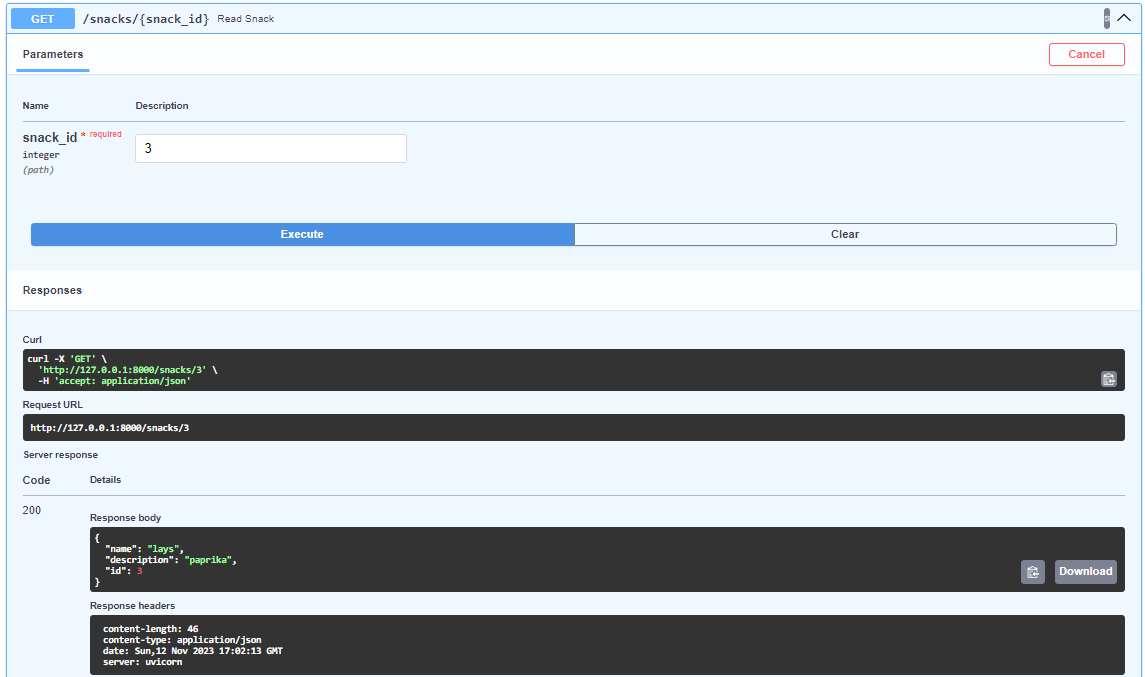 GET /snacks/{snack_id} Read Snack
Parameters
Cancel
Name Description
snack_id * required
integer
(path)
3
Execute Clear
Responses
Curl
curl -X 'GET' \
'http://127.0.0.1:8000/snacks/3' \
-H 'accept: application/json'
Request URL
http://127.0.0.1:8000/snacks/3
Server response
Code Details
200
Response body
{
"name": "lays",
"description": "paprika",
"id": 3
}
Download
Response headers
content-length: 46
content-type: application/json
date: Sun,12 Nov 2023 17:02:13 GMT
server: uvicorn